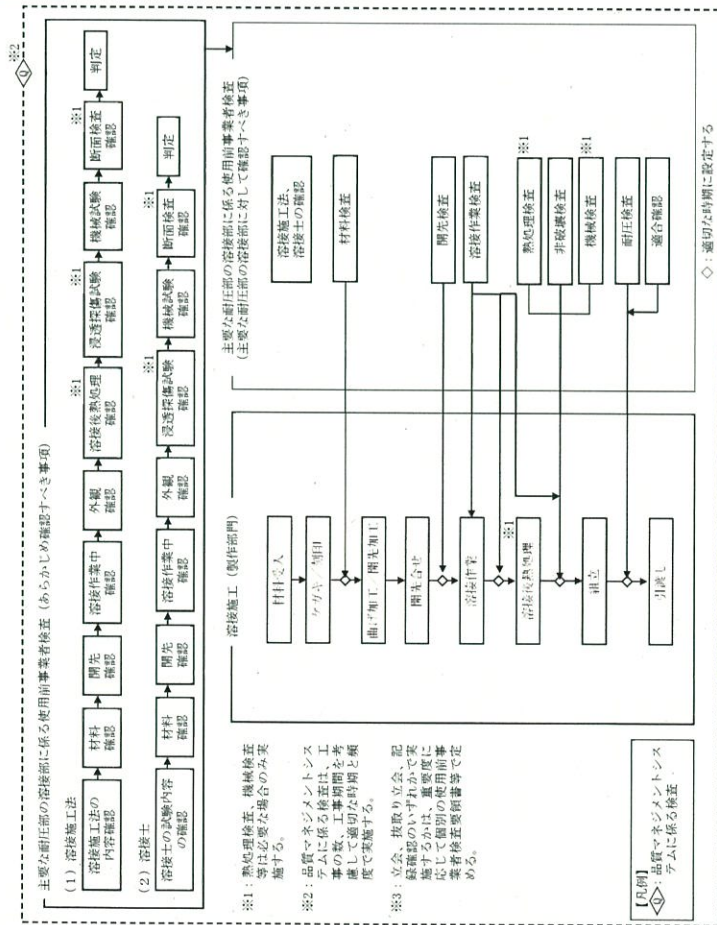 ※2
主要な耐圧部の溶接部に係る使用前事業者検査(あらかじめ確認すべき事項)
(1)溶接施工法
溶接施工法の
内容確認
材料
確認
開先
確認
溶接作業中
確認
外観
確認
※1
溶接後熱処理
確認
※1
浸透探傷試験
確認
機械試験
確認
※1
断面検査
確認
判定
(2)溶接士
溶接士の試験内容
の確認
材料
確認
開先
確認
溶接作業中
確認
外観
確認
※1
浸透探傷試験
確認
機械試験
確認
※1
断面検査
確認
判定
※1:熱処理検査、機械検査
等は必要な場合のみ実
施する。
※2:品質マネジメントシス
テムに係る検査は、工
事の数、工事期間を考
慮して適切な時期と頻
度で実施する。
※3:立会、抜取り立会、記
録確認のいずれかで実
施するかは、重要度に
応じて個別の使用前事
業者検査要領書等で定
める。
【凡例】
Q:品質マネジメントシス
テムに係る検査
溶接施工(製作部門)
材料受入
ケガキ、刻印
曲げ加工、開先加工
開先合せ
溶接作業
※1
溶接後熱処理
組立
引渡し
主要な耐圧部の溶接部に係る使用前事業者検査
(主要な耐圧部の溶接部に対して確認すべき事項)
溶接施工法、
溶接士の確認
材料検査
開先検査
溶接作業検査
熱処理検査
※1
非破壊検査
機械検査
※1
耐圧検査
適合確認
◇:適切な時期に設定する